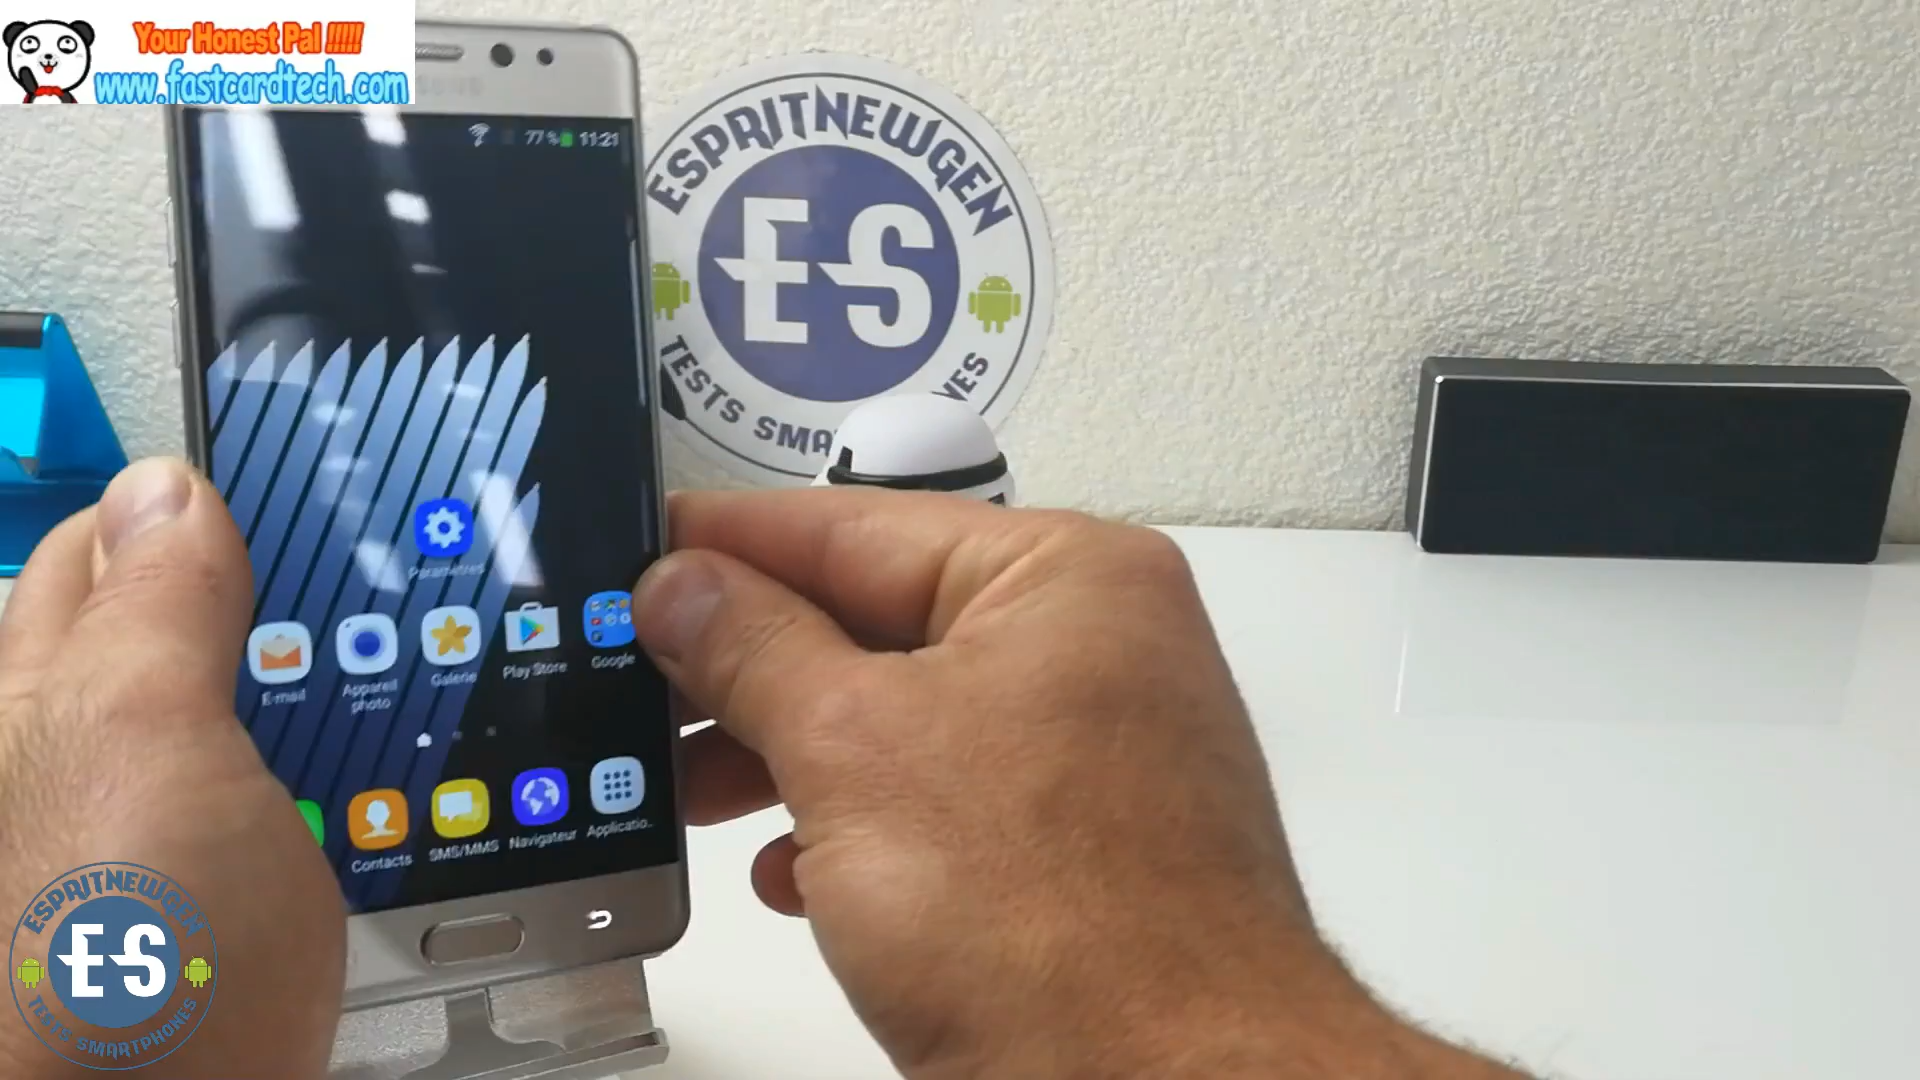 Your Honest Pal !!!!!
www.fastcardtech.com
77% 11:21
ESPRITNEWGEN
ES
TESTS SMA
NES
Paramètres
E-mail
Appareil photo
Galerie
Play Store
Google
Contacts
SMS/MMS
Navigateur
Applicatio..
ESPRITNEWGEN
ES
TESTS SMARTPHONES